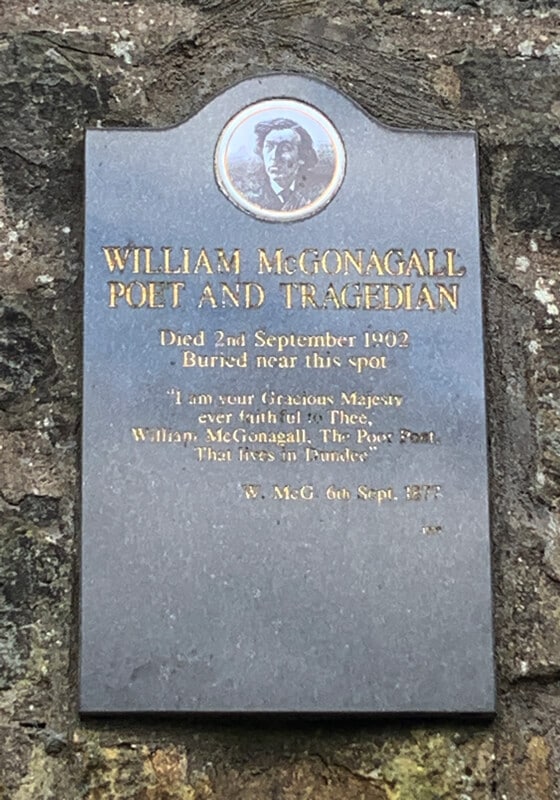 WILLIAM McGONAGALL
POET AND TRAGEDIAN
Died 2nd September 1902
Buried near this spot
"I am your Gracious Majesty
ever faithful to Thee,
William McGonagall, The Poor Poet,
That lives in Dundee"
W. McG. 6th Sept. 1877